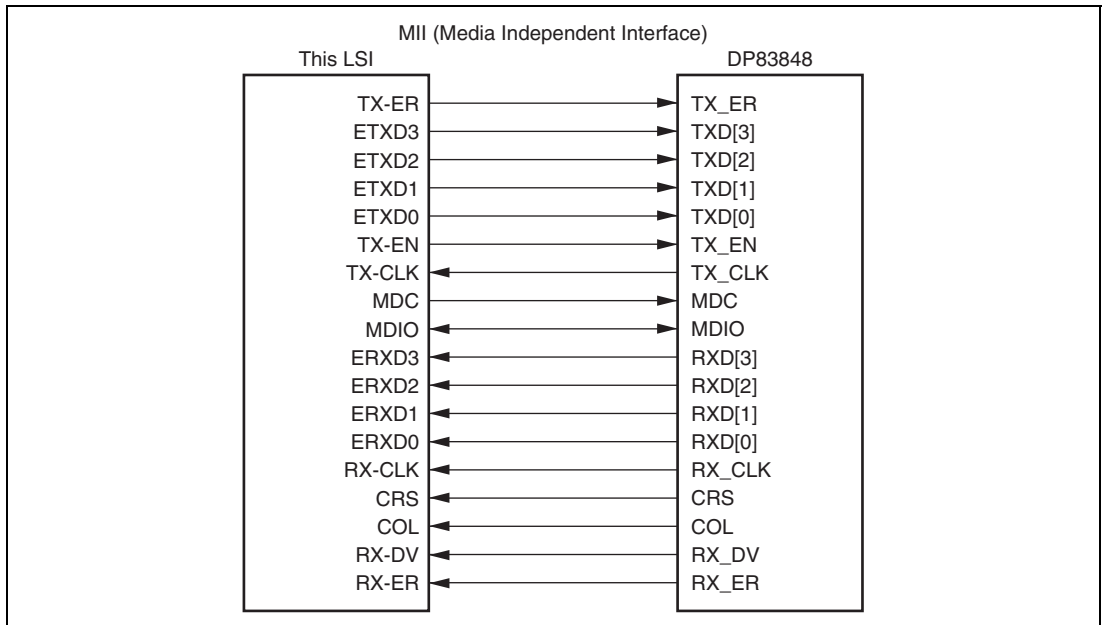 MII (Media Independent Interface)
This LSI DP83848
TX-ER TX_ER
ETXD3 TXD[3]
ETXD2 TXD[2]
ETXD1 TXD[1]
ETXD0 TXD[0]
TX-EN TX_EN
TX-CLK TX_CLK
MDC MDC
MDIO MDIO
ERXD3 RXD[3]
ERXD2 RXD[2]
ERXD1 RXD[1]
ERXD0 RXD[0]
RX-CLK RX_CLK
CRS CRS
COL COL
RX-DV RX_DV
RX-ER RX_ER